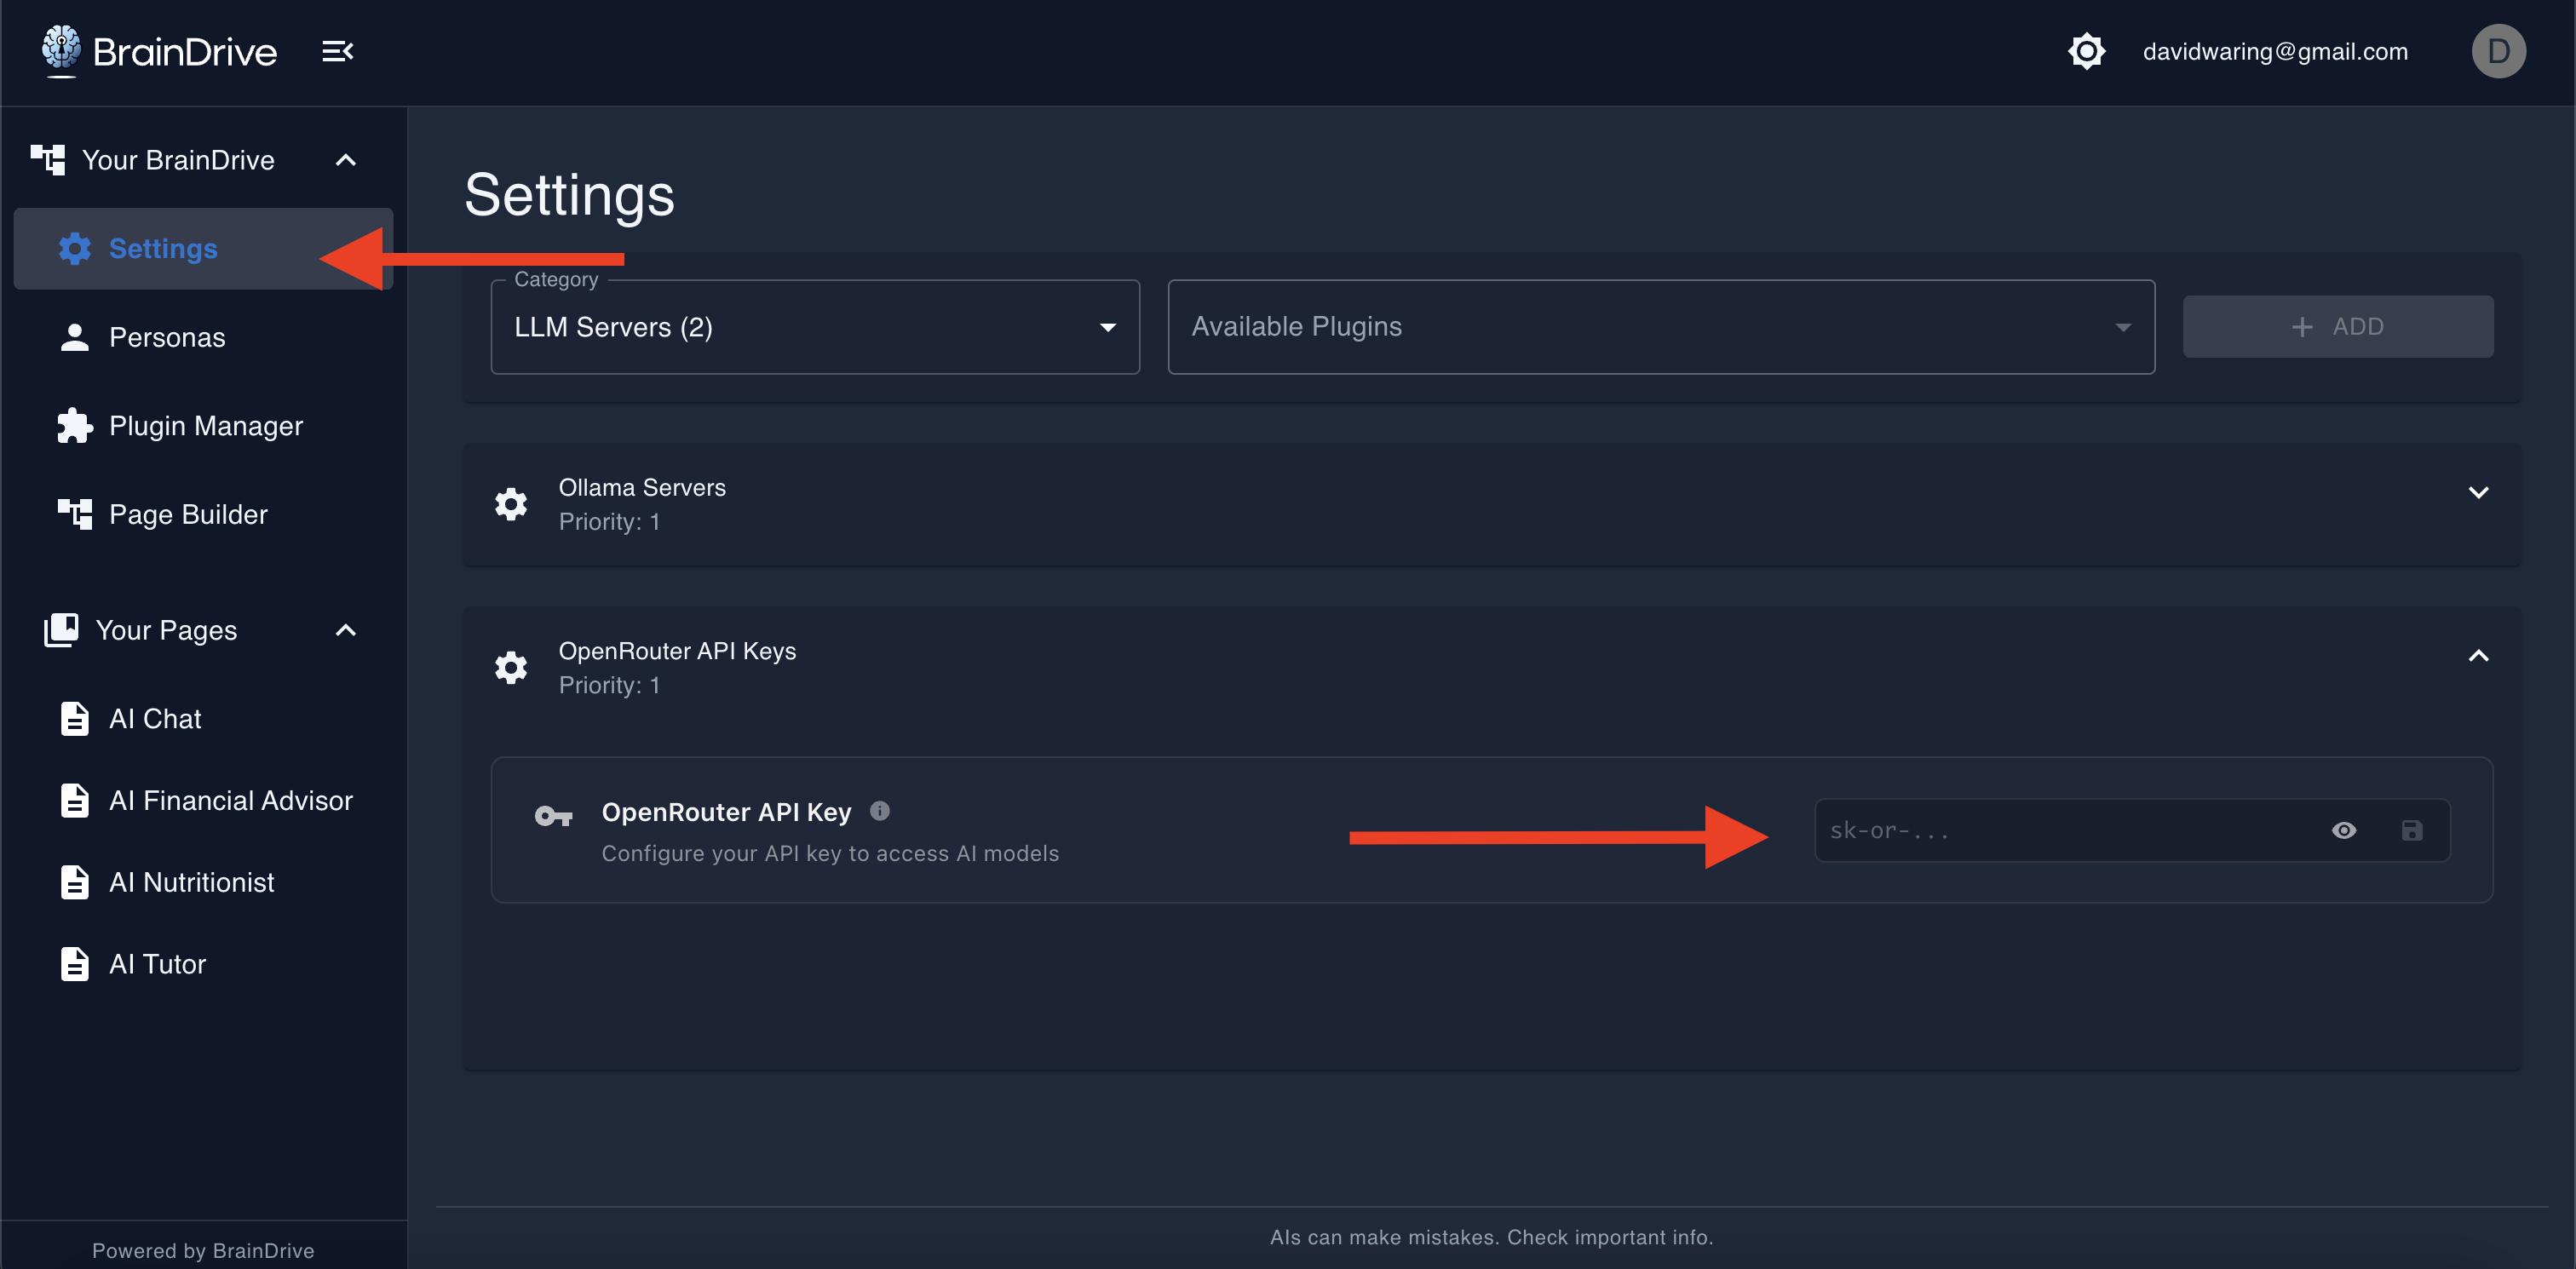 BrainDrive
davidwaring@gmail.com
D
Your BrainDrive
Settings
Personas
Plugin Manager
Page Builder
Your Pages
AI Chat
AI Financial Advisor
AI Nutritionist
AI Tutor
Powered by BrainDrive
Settings
Category
LLM Servers (2)
Available Plugins
+ ADD
Ollama Servers
Priority: 1
OpenRouter API Keys
Priority: 1
OpenRouter API Key
Configure your API key to access AI models
sk-or-...
AIs can make mistakes. Check important info.